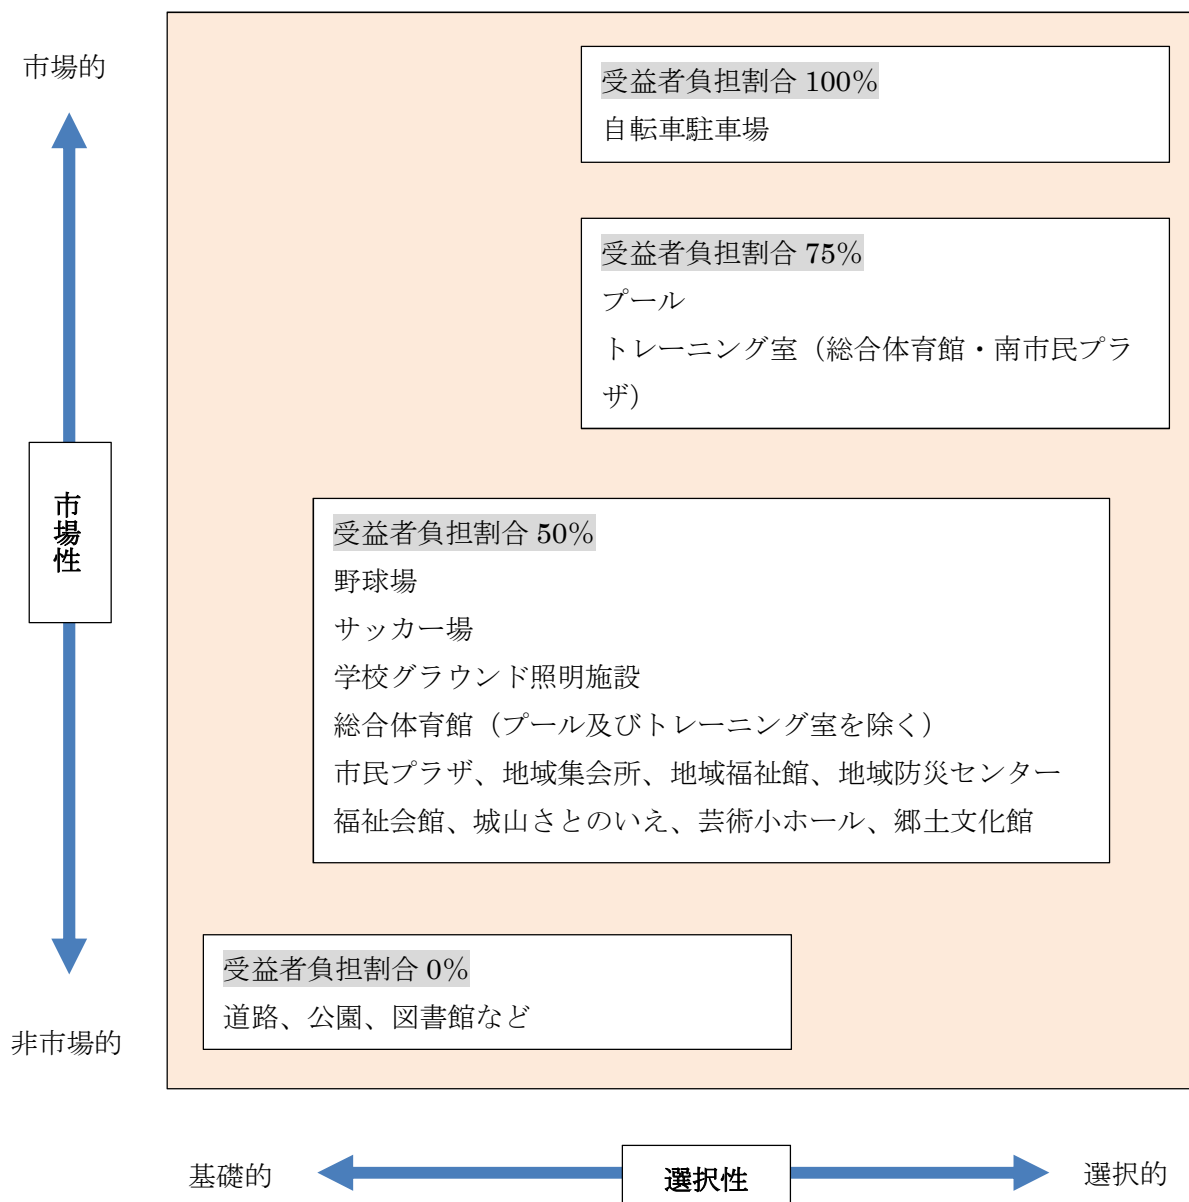 市場的
受益者負担割合 100%
自転車駐車場
受益者負担割合 75%
プール
トレーニング室（総合体育館・南市民プラ
ザ）
市場性
受益者負担割合 50%
野球場
サッカー場
学校グラウンド照明施設
総合体育館（プール及びトレーニング室を除く）
市民プラザ、地域集会所、地域福祉館、地域防災センター
福祉会館、城山さとのいえ、芸術小ホール、郷土文化館
受益者負担割合 0%
道路、公園、図書館など
非市場的
基礎的
選択性
選択的